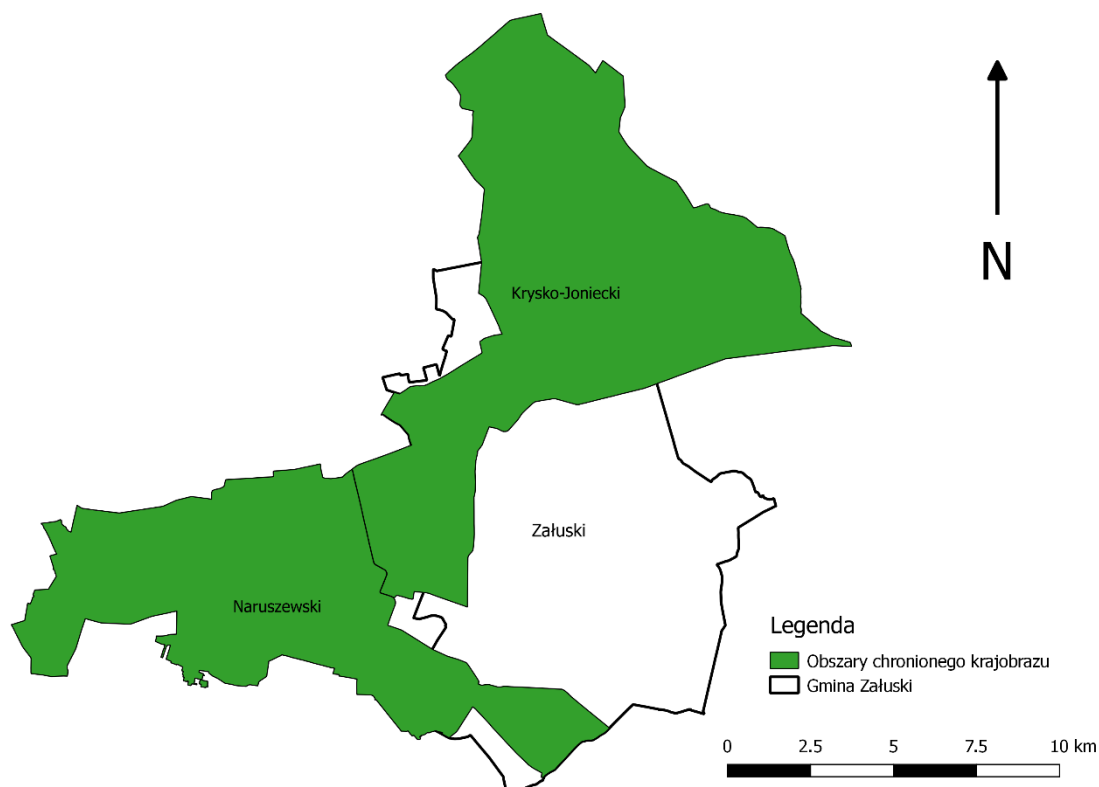 N
Krysko-Joniecki
Załuski
Naruszewski
Legenda
Obszary chronionego krajobrazu
Gmina Załuski
0 2.5 5 7.5 10 km